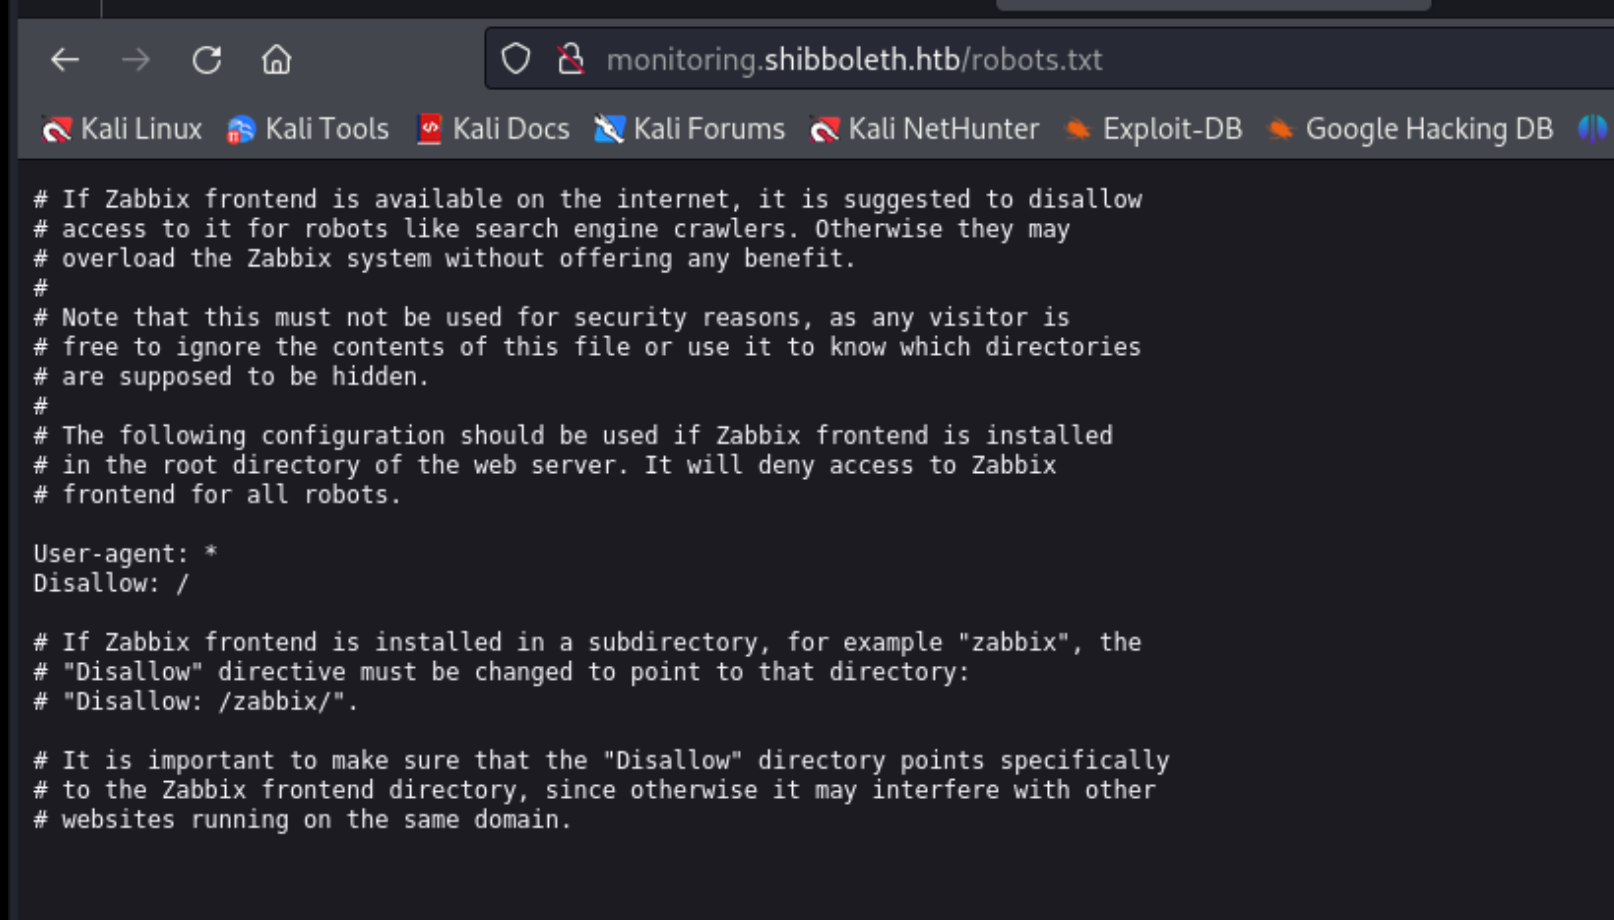 monitoring.shibboleth.htb/robots.txt
Kali Linux Kali Tools Kali Docs Kali Forums Kali NetHunter Exploit-DB Google Hacking DB
# If Zabbix frontend is available on the internet, it is suggested to disallow
# access to it for robots like search engine crawlers. Otherwise they may
# overload the Zabbix system without offering any benefit.
#
# Note that this must not be used for security reasons, as any visitor is
# free to ignore the contents of this file or use it to know which directories
# are supposed to be hidden.
#
# The following configuration should be used if Zabbix frontend is installed
# in the root directory of the web server. It will deny access to Zabbix
# frontend for all robots.
User-agent: *
Disallow: /
# If Zabbix frontend is installed in a subdirectory, for example "zabbix", the
# "Disallow" directive must be changed to point to that directory:
# "Disallow: /zabbix/".
# It is important to make sure that the "Disallow" directory points specifically
# to the Zabbix frontend directory, since otherwise it may interfere with other
# websites running on the same domain.